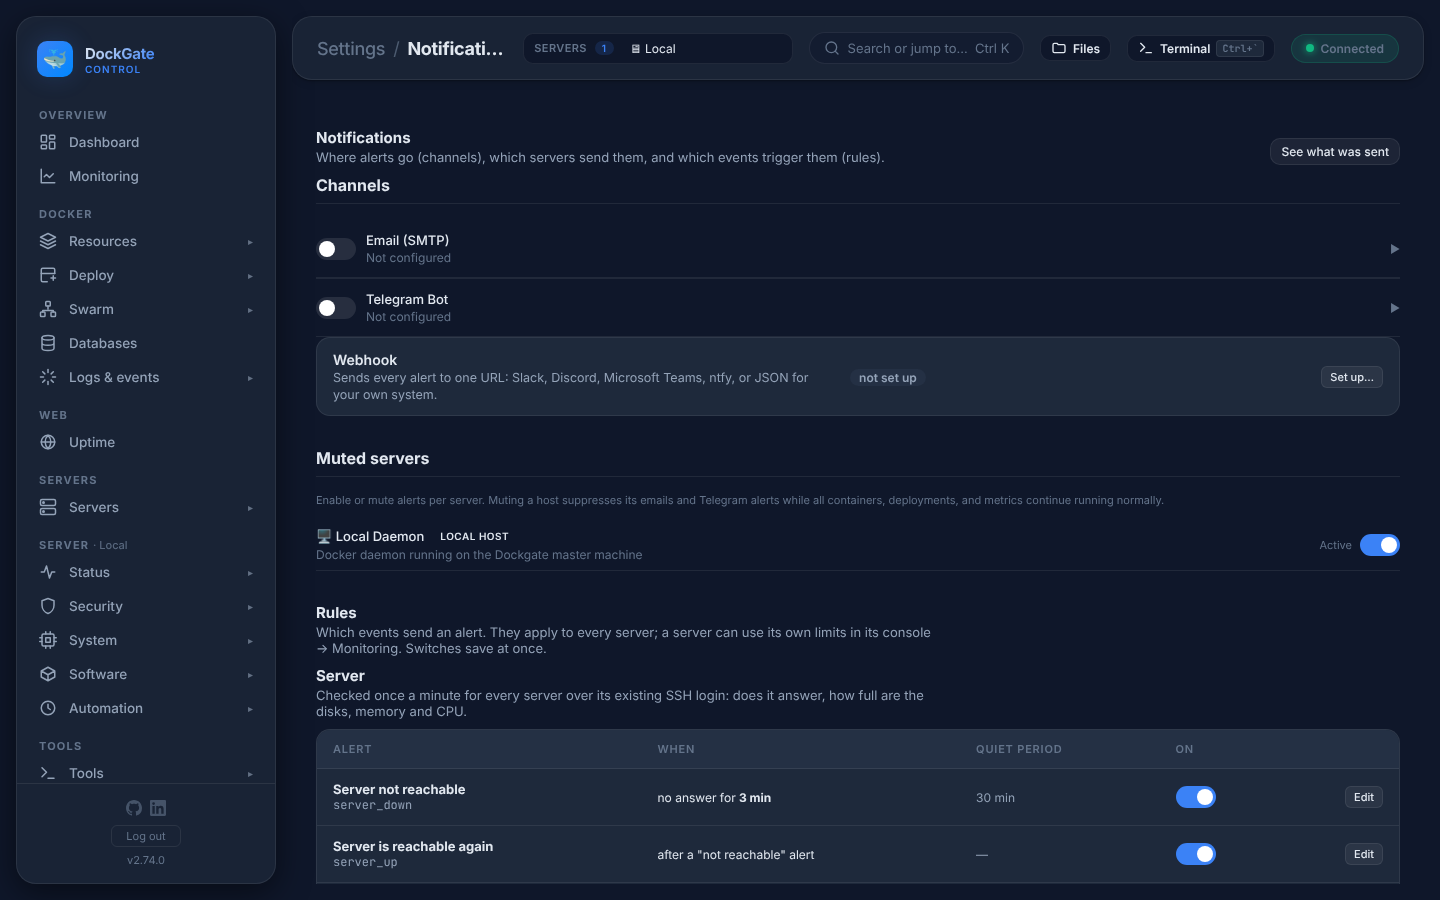 DockGate
CONTROL
OVERVIEW
Dashboard
Monitoring
DOCKER
Resources
Deploy
Swarm
Databases
Logs & events
WEB
Uptime
SERVERS
Servers
SERVER · Local
Status
Security
System
Software
Automation
TOOLS
Tools
Log out
v2.74.0
Settings / Notificati...
SERVERS 1 Local
Search or jump to... Ctrl K
Files
Terminal Ctrl+`
Connected
Notifications
Where alerts go (channels), which servers send them, and which events trigger them (rules).
See what was sent
Channels
Email (SMTP)
Not configured
Telegram Bot
Not configured
Webhook
Sends every alert to one URL: Slack, Discord, Microsoft Teams, ntfy, or JSON for
your own system.
not set up
Set up...
Muted servers
Enable or mute alerts per server. Muting a host suppresses its emails and Telegram alerts while all containers, deployments, and metrics continue running normally.
Local Daemon LOCAL HOST
Docker daemon running on the Dockgate master machine
Active
Rules
Which events send an alert. They apply to every server; a server can use its own limits in its console
→ Monitoring. Switches save at once.
Server
Checked once a minute for every server over its existing SSH login: does it answer, how full are the
disks, memory and CPU.
ALERT WHEN QUIET PERIOD ON
Server not reachable
server_down
no answer for 3 min
30 min
Edit
Server is reachable again
server_up
after a "not reachable" alert
—
Edit